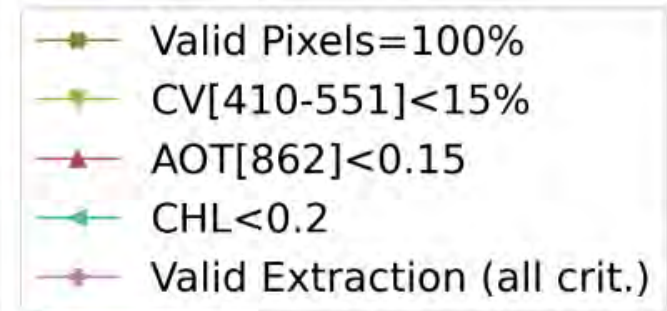 Valid Pixels=100%
CV[410-551]<15%
AOT[862]<0.15
CHL<0.2
Valid Extraction (all crit.)